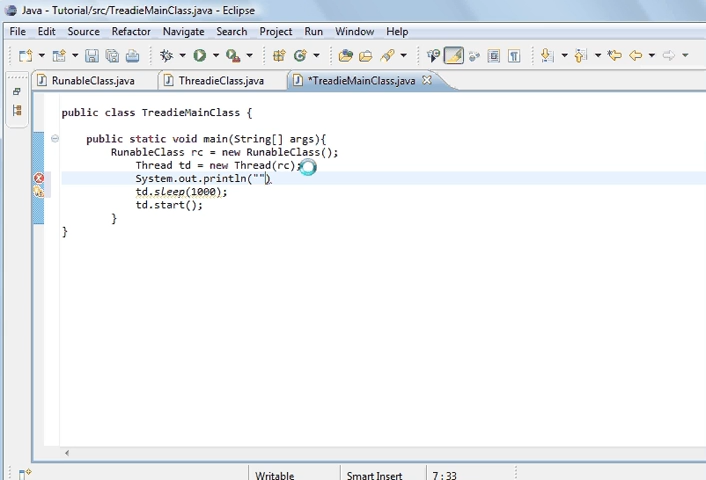 Java - Tutorial/src/TreadieMainClass.java - Eclipse
File Edit Source Refactor Navigate Search Project Run Window Help
RunableClass.java ThreadieClass.java *TreadieMainClass.java
public class TreadieMainClass {
public static void main(String[] args){
RunableClass rc = new RunableClass();
Thread td = new Thread(rc);
System.out.println("")
td.sleep(1000);
td.start();
}
}
Writable Smart Insert 7 : 33